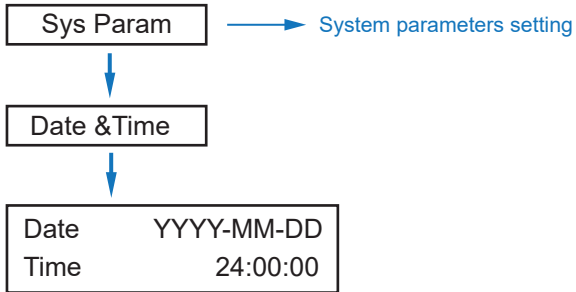 Sys Param System parameters setting
Date &Time
Date YYYY-MM-DD
Time 24:00:00